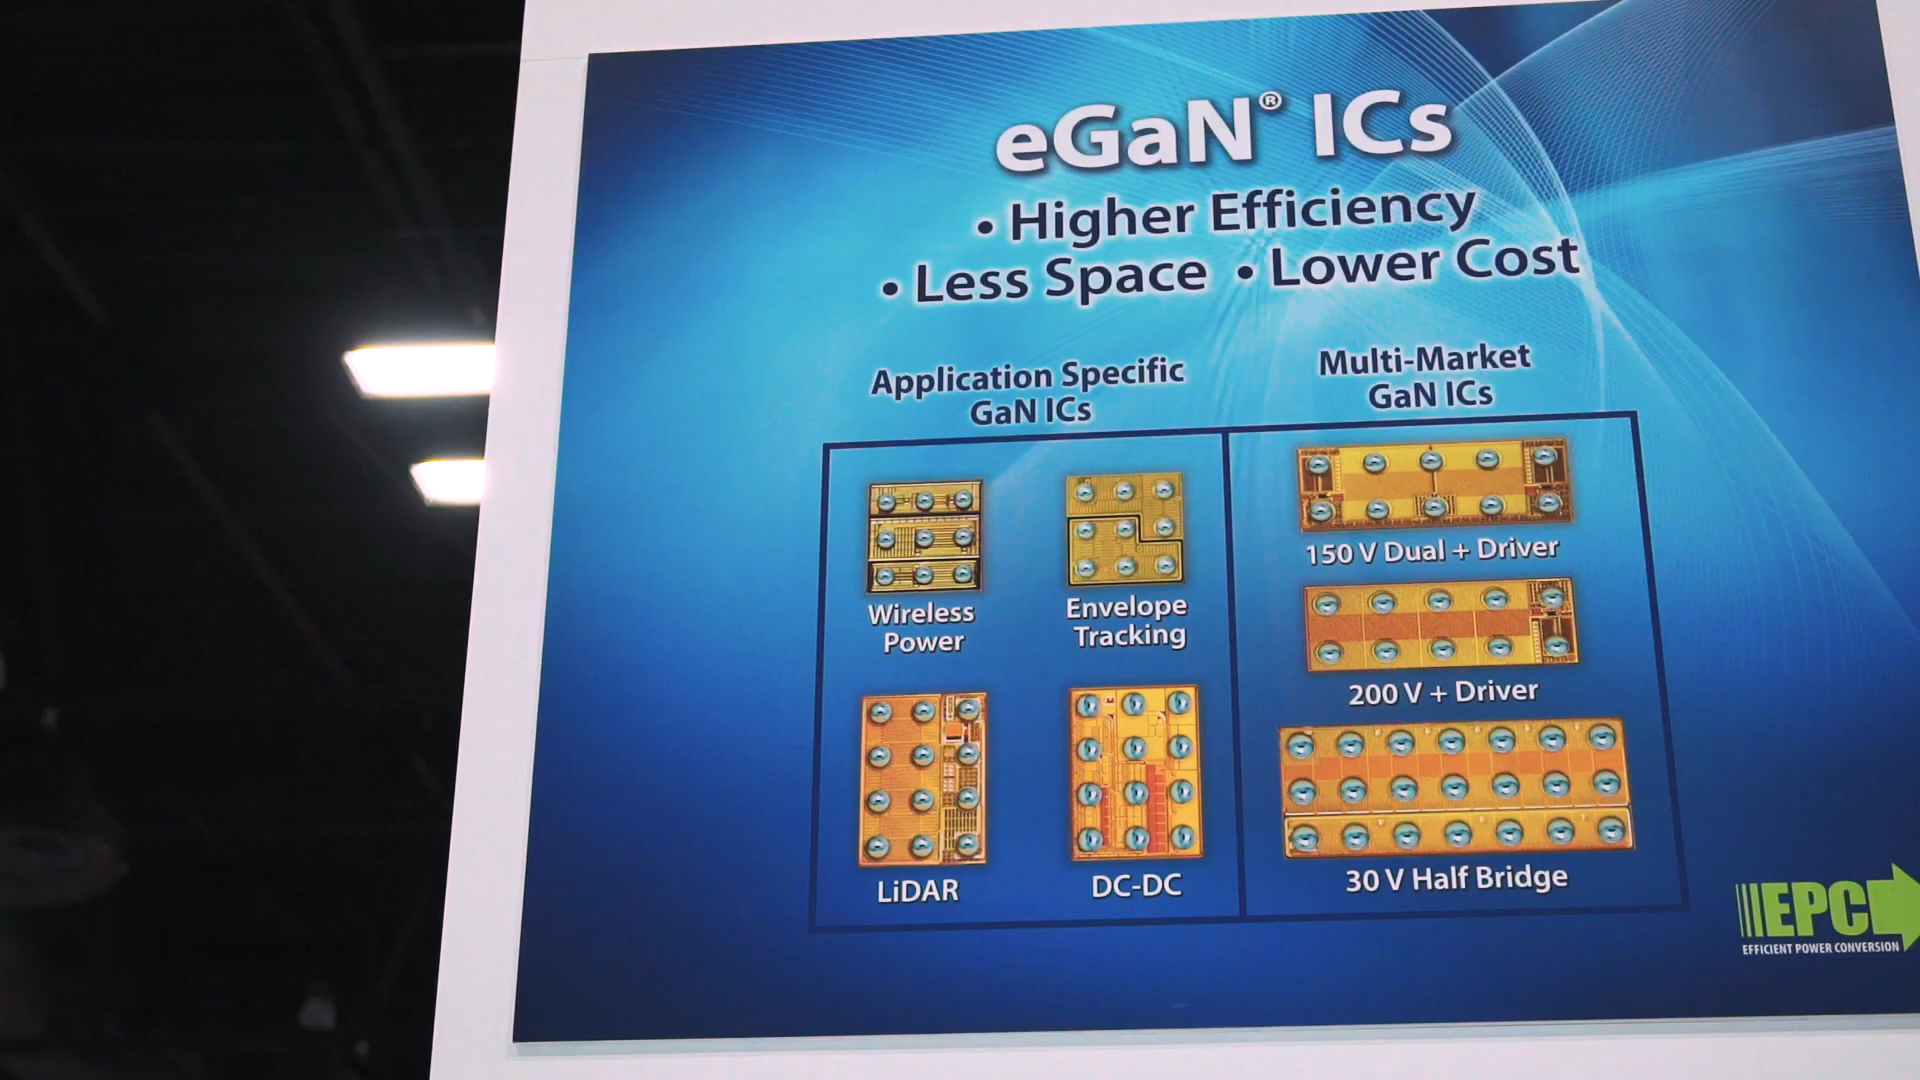 eGaN® ICs
• Higher Efficiency
• Less Space • Lower Cost
Application Specific
GaN ICs
Multi-Market
GaN ICs
Wireless
Power
Envelope
Tracking
LiDAR
DC-DC
150 V Dual + Driver
200 V + Driver
30 V Half Bridge
EPC
EFFICIENT POWER CONVERSION